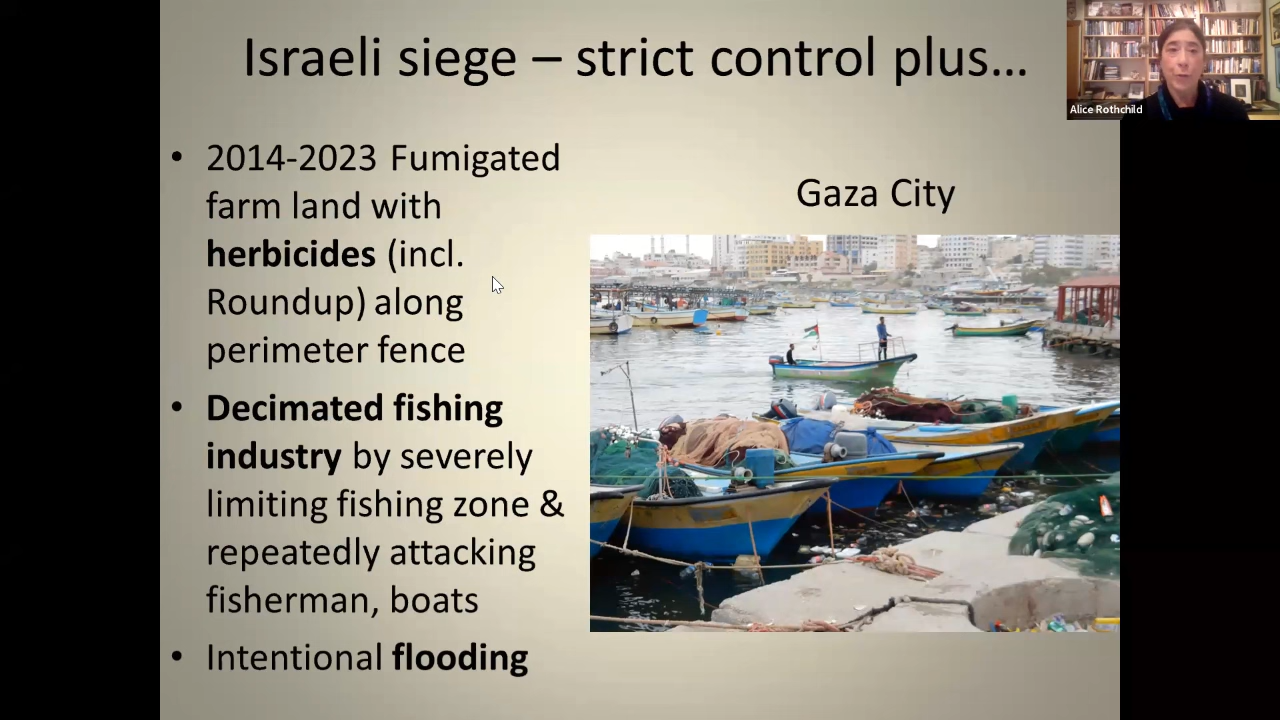 Israeli siege – strict control plus…
Alice Rothchild
• 2014-2023 Fumigated
farm land with
herbicides (incl.
Roundup) along
perimeter fence
• Decimated fishing
industry by severely
limiting fishing zone &
repeatedly attacking
fisherman, boats
• Intentional flooding
Gaza City